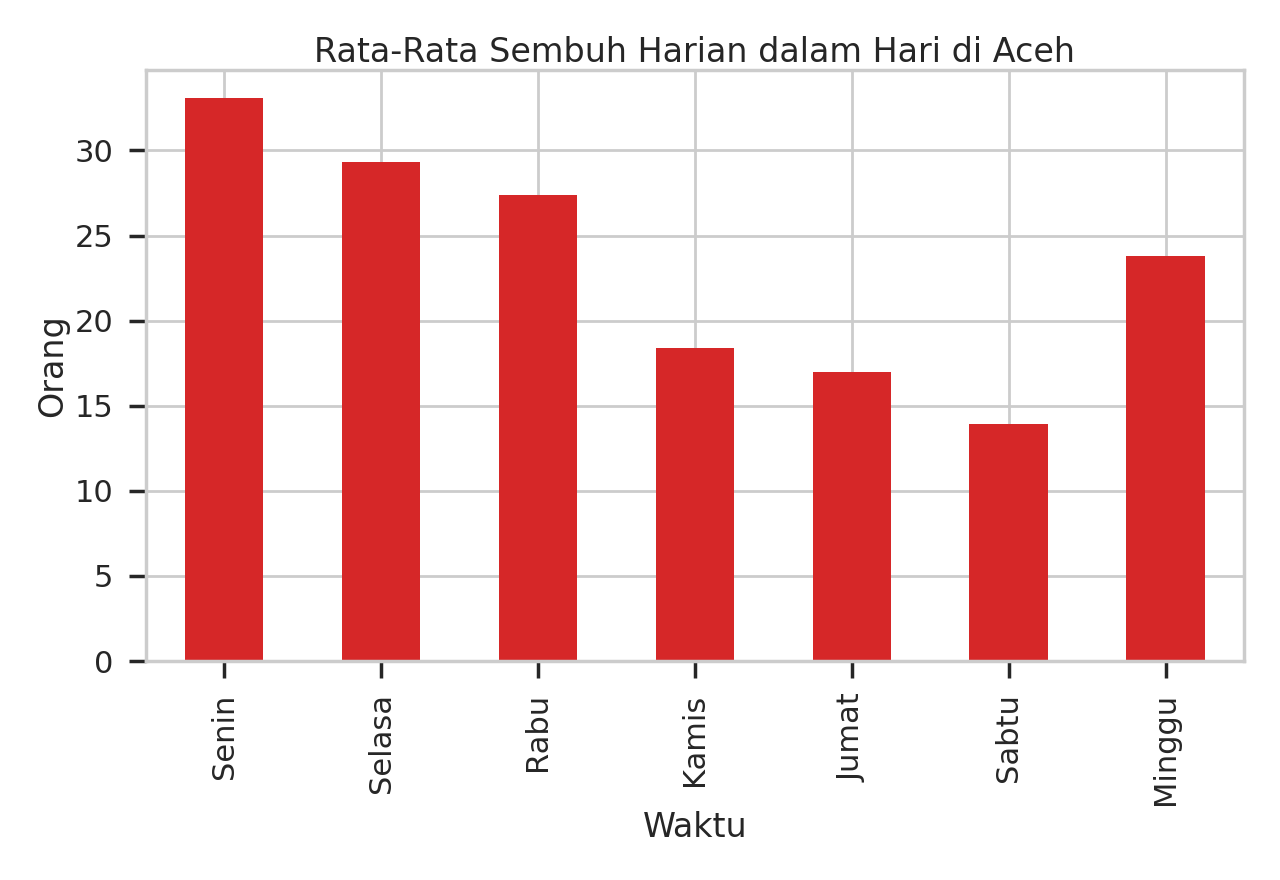 Rata-Rata Sembuh Harian dalam Hari di Aceh
Orang
30
25
20
15
10
5
0
Senin
Selasa
Rabu
Kamis
Jumat
Sabtu
Minggu
Waktu